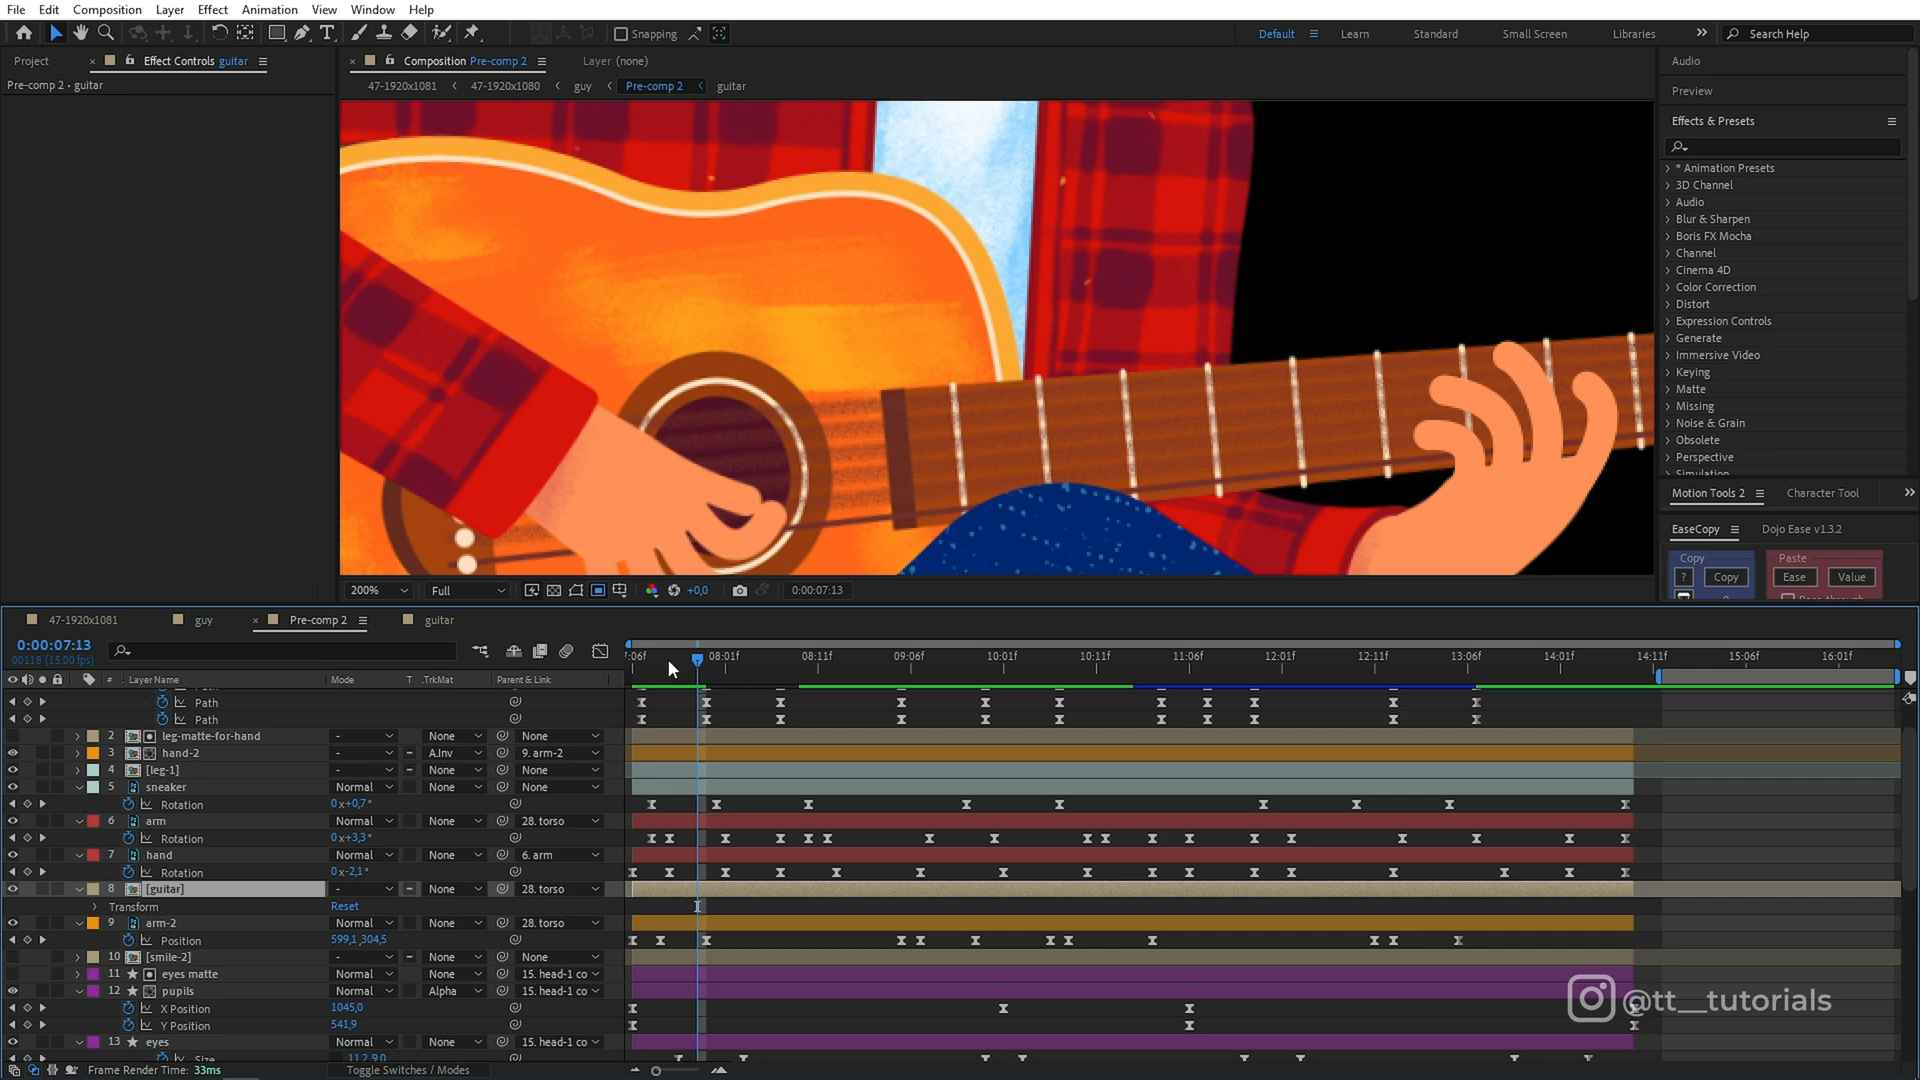 File Edit Composition Layer Effect Animation View Window Help
Snapping
Default Learn Standard Small Screen Libraries Search Help
Project Effect Controls guitar
Composition Pre-comp 2 Layer (none)
Pre-comp 2 • guitar
47-1920x1081 47-1920x1080 guy Pre-comp 2 guitar
Audio
Preview
Effects & Presets
* Animation Presets
3D Channel
Audio
Blur & Sharpen
Boris FX Mocha
Channel
Cinema 4D
Color Correction
Distort
Expression Controls
Generate
Immersive Video
Keying
Matte
Missing
Noise & Grain
Obsolete
Perspective
Simulation
Motion Tools 2 Character Tool
EaseCopy Dojo Ease v1.3.2
Copy Paste
? Copy Ease Value
200% Full +0,0 0:00:07:13
47-1920x1081 guy Pre-comp 2 guitar
0:00:07:13
00118 (15.00 fps)
7:06f 08:01f 08:11f 09:06f 10:01f 10:11f 11:06f 12:01f 12:11f 13:06f 14:01f 14:11f 15:06f 16:01f
# Layer Name Mode T .TrkMat Parent & Link
Path
Path
2 leg-matte-for-hand - None None
3 hand-2 - A.Inv 9. arm-2
4 [leg-1] - None None
5 sneaker Normal None None
Rotation 0x+0,7°
6 arm Normal None 28. torso
Rotation 0x+3,3°
7 hand Normal None 6. arm
Rotation 0x-2,1°
8 [guitar] - None 28. torso
Transform Reset
9 arm-2 Normal None 28. torso
Position 599,1,304,5
10 [smile-2] - None None
11 eyes matte Normal None 15. head-1 co
12 pupils Normal Alpha 15. head-1 co
X Position 1045,0
Y Position 541,9
13 eyes Normal None 15. head-1 co
Size 11,2,9,0
Frame Render Time: 33ms Toggle Switches / Modes
@tt__tutorials